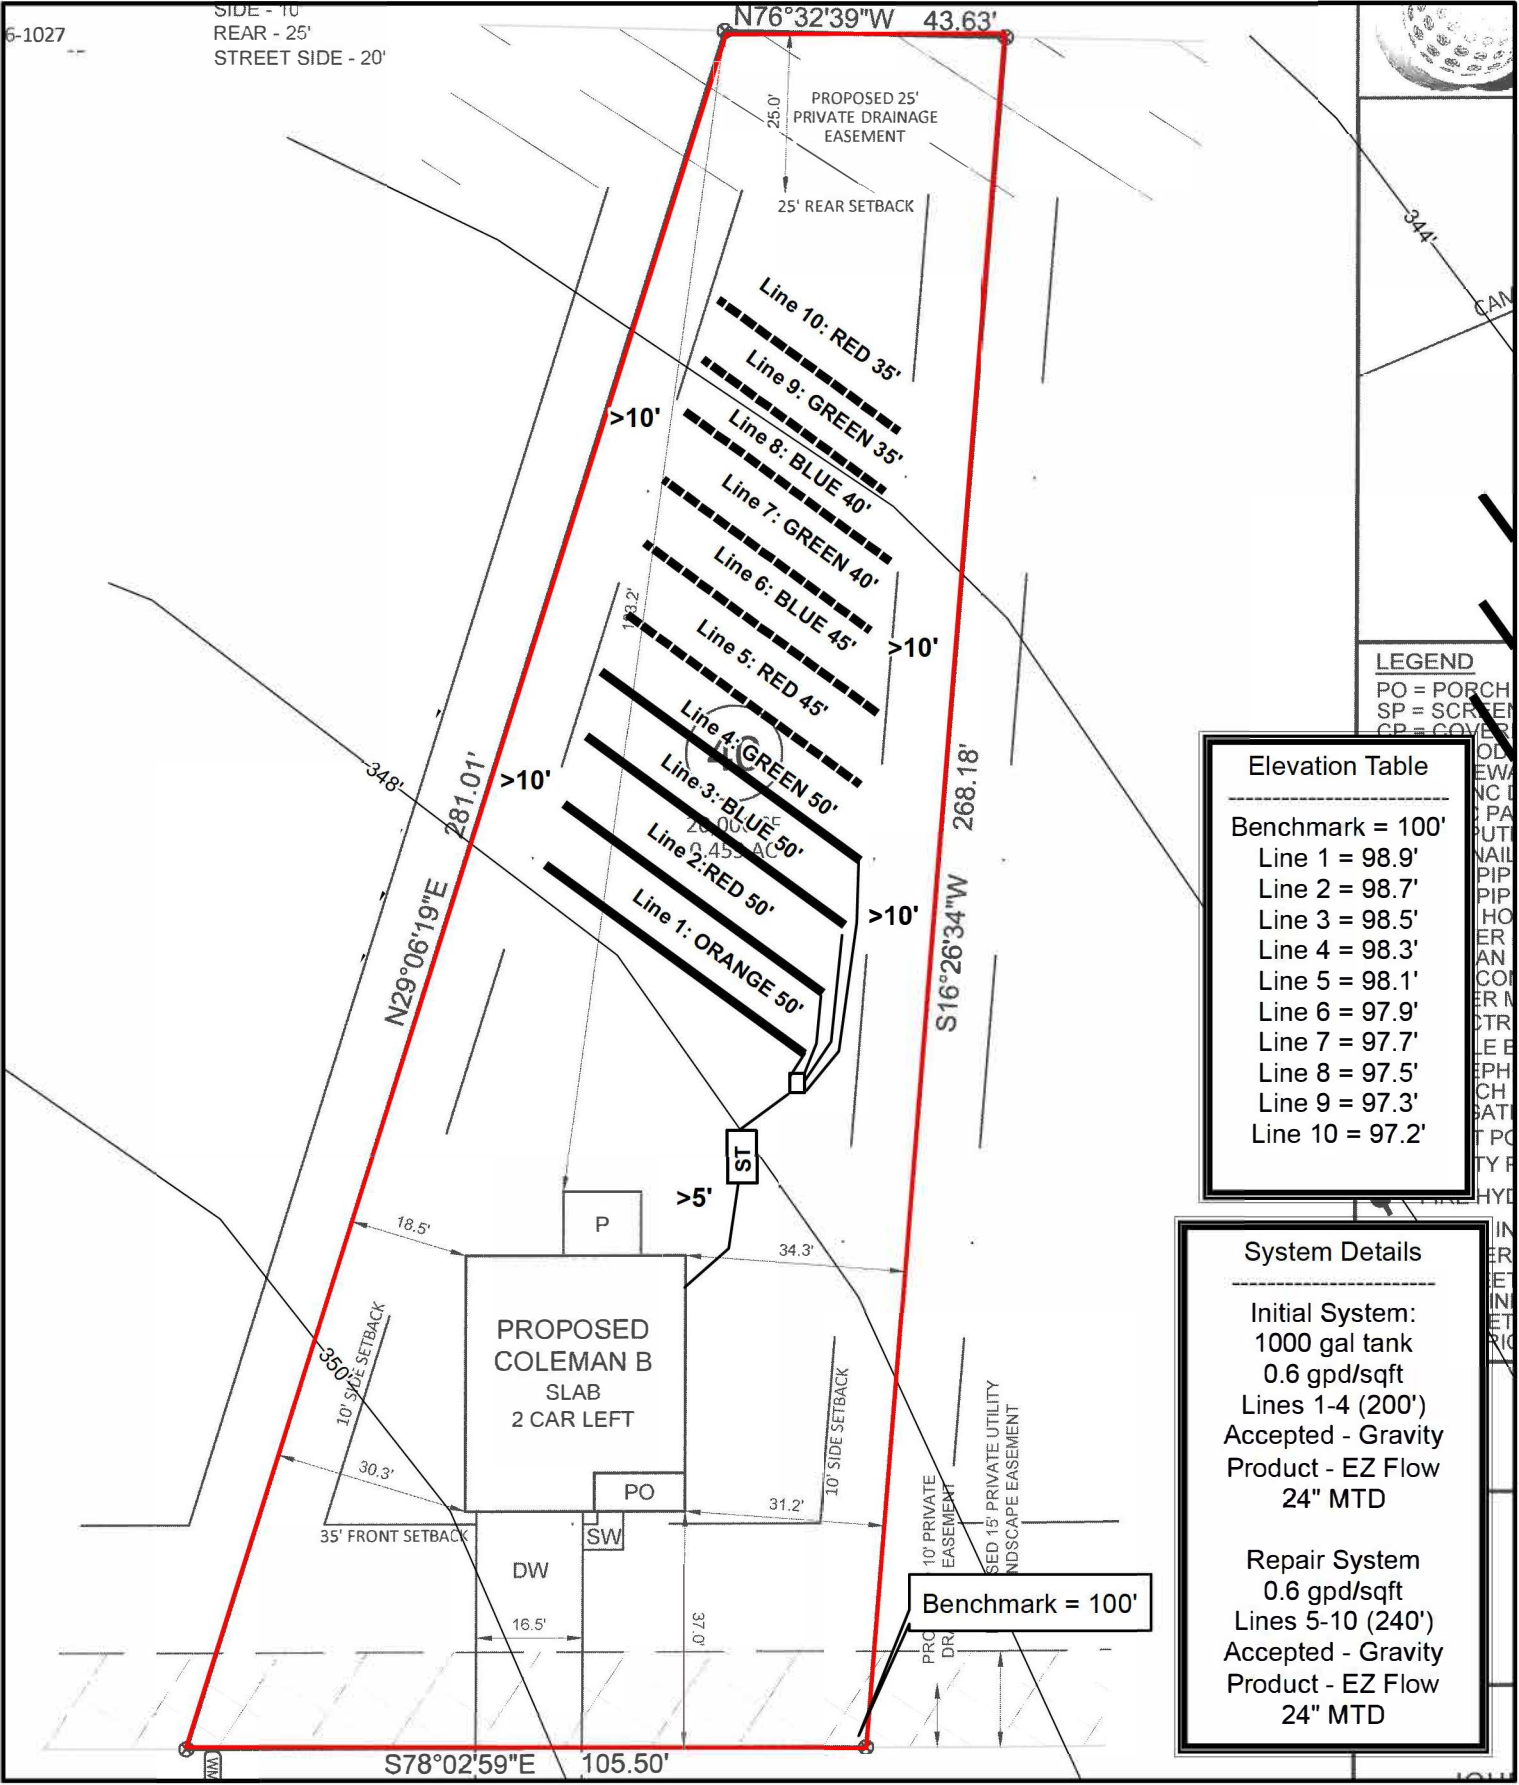 SIDE - 10'
REAR - 25'
STREET SIDE - 20'
6-1027
N76°32'39"W 43.63'
25.0'
PROPOSED 25'
PRIVATE DRAINAGE
EASEMENT
25' REAR SETBACK
344'
Line 10: RED 35'
Line 9: GREEN 35'
Line 8: BLUE 40'
Line 7: GREEN 40'
Line 6: BLUE 45'
Line 5: RED 45'
Line 4: GREEN 50'
Line 3: BLUE 50'
Line 2:RED 50'
Line 1: ORANGE 50'
>10'
>10'
>10'
>10'
348'
281.01'
N29°06'19"E
268.18'
S16°26'34"W
ST
>5'
P
18.5'
34.3'
PROPOSED
COLEMAN B
SLAB
2 CAR LEFT
350'
10' SIDE SETBACK
10' SIDE SETBACK
30.3'
PO
31.2'
35' FRONT SETBACK
SW
DW
16.5'
37.0'
10' PRIVATE
EASEMENT
15' PRIVATE UTILITY
EASEMENT
Benchmark = 100'
S78°02'59"E 105.50'
WM
LEGEND
PO = PORCH
SP =
Elevation Table
Benchmark = 100'
Line 1 = 98.9'
Line 2 = 98.7'
Line 3 = 98.5'
Line 4 = 98.3'
Line 5 = 98.1'
Line 6 = 97.9'
Line 7 = 97.7'
Line 8 = 97.5'
Line 9 = 97.3'
Line 10 = 97.2'
System Details
Initial System:
1000 gal tank
0.6 gpd/sqft
Lines 1-4 (200')
Accepted - Gravity
Product - EZ Flow
24" MTD
Repair System
0.6 gpd/sqft
Lines 5-10 (240')
Accepted - Gravity
Product - EZ Flow
24" MTD